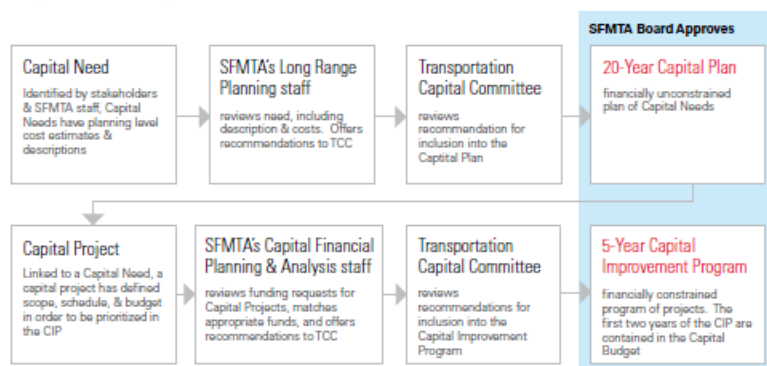 SFMTA Board Approves
Capital Need
Identified by stakeholders
& SFMTA staff, Capital
Needs have planning level
cost estimates &
descriptions
SFMTA's Long Range
Planning staff
reviews need, including
description & costs. Offers
recommendations to TCC
Transportation
Capital Committee
reviews
recommendation for
inclusion into the
Captital Plan
20-Year Capital Plan
financially unconstrained
plan of Capital Needs
Capital Project
Linked to a Capital Need, a
capital project has defined
scope, schedule, & budget
in order to be prioritized in
the CIP
SFMTA's Capital Financial
Planning & Analysis staff
reviews funding requests for
Capital Projects, matches
appropriate funds, and offers
recommendations to TCC
Transportation
Capital Committee
reviews
recommendations for
inclusion into the
Capital Improvement
Program
5-Year Capital
Improvement Program
financially constrained
program of projects. The
first two years of the CIP are
contained in the Capital
Budget